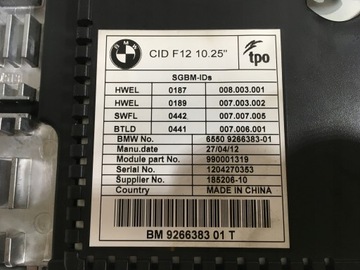 BMW CID F12 10.25" tpo
SGBM-IDs
HWEL 0187 008.003.001
HWEL 0189 007.003.002
SWFL 0442 007.007.005
BTLD 0441 007.006.001
BMW No. 6550 9266383-01
Manu.date 27/04/12
Module part No. 990001319
Serial No. 1204270353
Supplier No. 185206-10
Country MADE IN CHINA
BM 9266383 01 T